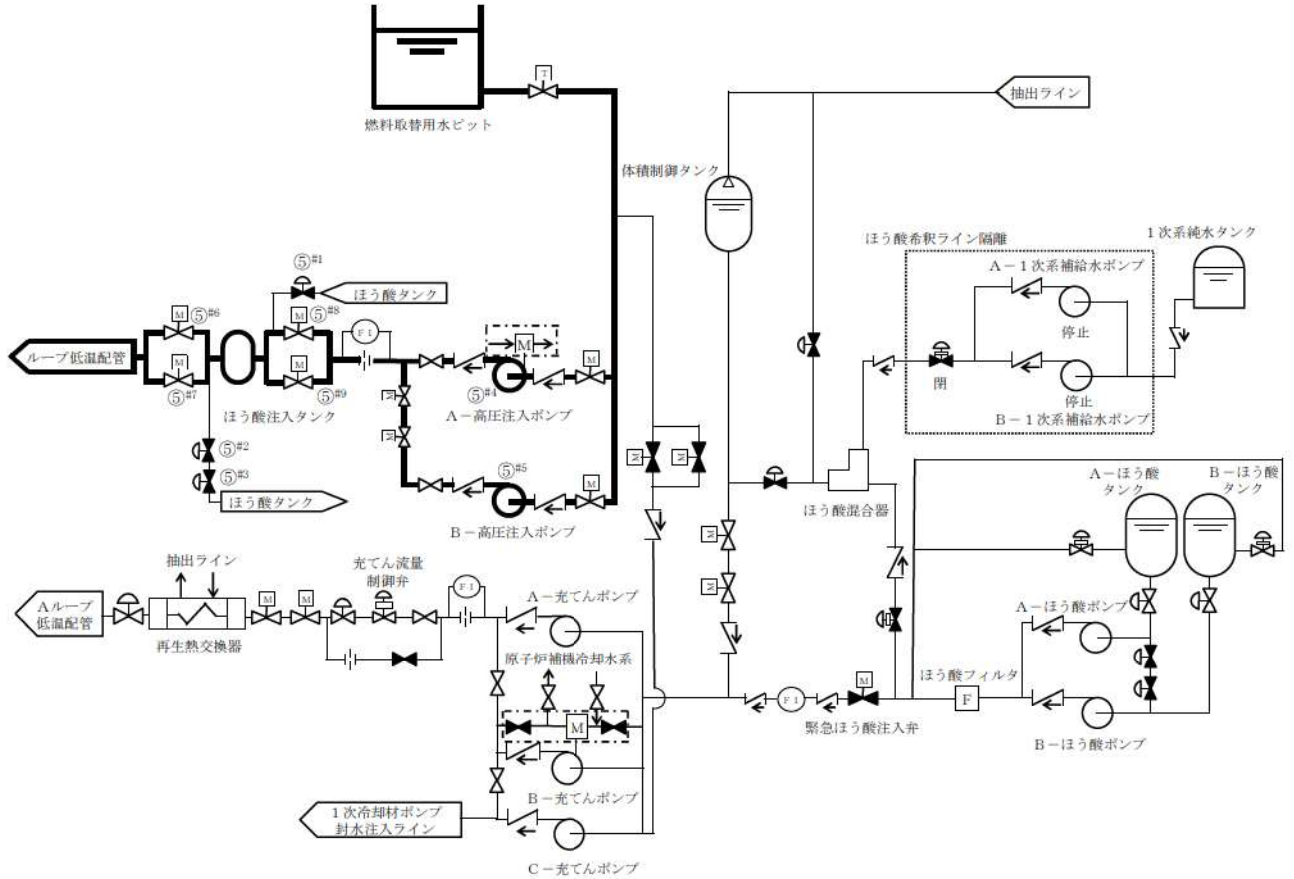 T
燃料取替用水ピット
抽出ライン
体積制御タンク
ほう酸希釈ライン隔離
1次系純水タンク
A-1次系補給水ポンプ
停止
閉
停止
B-1次系補給水ポンプ
⑤#1
ほう酸タンク
⑤#6
M
⑤#8
M
FI
M
ループ低温配管
M
M
M
⑤#7
ほう酸注入タンク
⑤#9
⑤#4
A-高圧注入ポンプ
M
M
⑤#2
⑤#3
ほう酸タンク
⑤#5
M
B-高圧注入ポンプ
M
M
ほう酸混合器
A-ほう酸
タンク
B-ほう酸
タンク
M
M
抽出ライン
充てん流量
制御弁
FI
Aループ
低温配管
M
M
再生熱交換器
A-充てんポンプ
原子炉補機冷却水系
M
B-充てんポンプ
1次冷却材ポンプ
封水注入ライン
C-充てんポンプ
FI
M
緊急ほう酸注入弁
ほう酸フィルタ
F
A-ほう酸ポンプ
B-ほう酸ポンプ